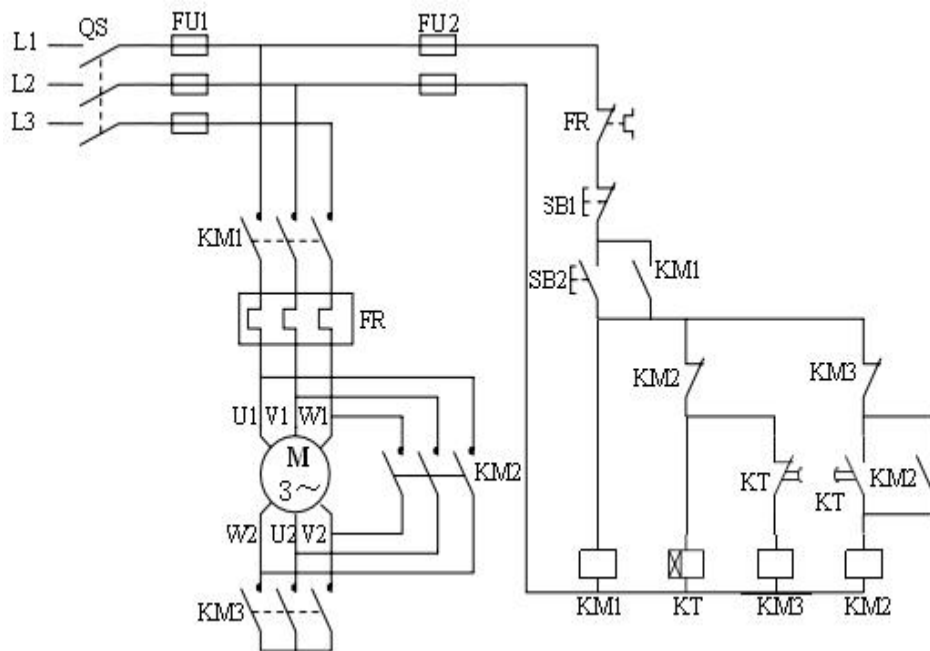 QS FU1 FU2
L1
L2
L3
FR
SB1
KM1
SB2 KM1
FR
KM2 KM3
U1 V1 W1
M
3～
KM2
KT KT KM2
W2 U2 V2
KM3
KM1 KT KM3 KM2